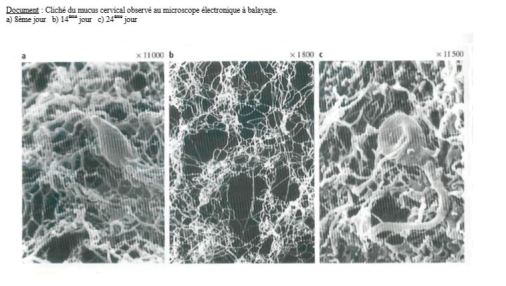 Document : Cliché du mucus cervical observé au microscope électronique à balayage.
a) 8ème jour b) 14ème jour c) 24ème jour
a × 11 000 b × 1 800 c × 11 500